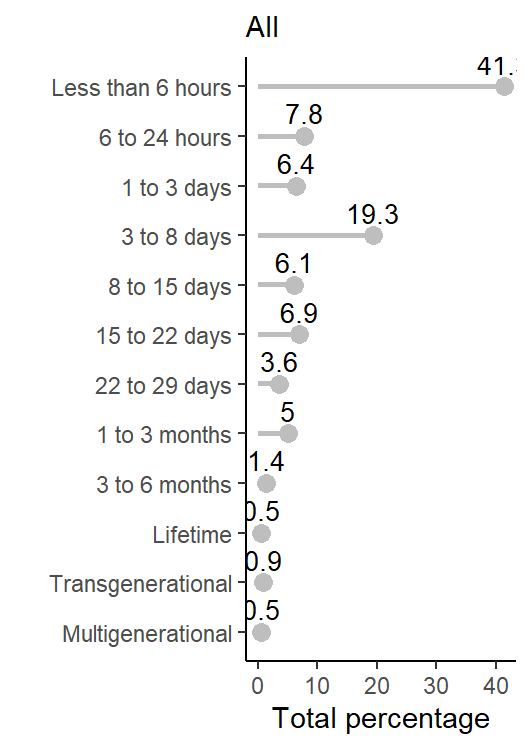 All
Less than 6 hours
6 to 24 hours
7.8
1 to 3 days
6.4
3 to 8 days
19.3
8 to 15 days
6.1
15 to 22 days
6.9
22 to 29 days
3.6
1 to 3 months
5
3 to 6 months
1.4
Lifetime
0.5
Transgenerational
0.9
Multigenerational
0.5
0 10 20 30 40
Total percentage